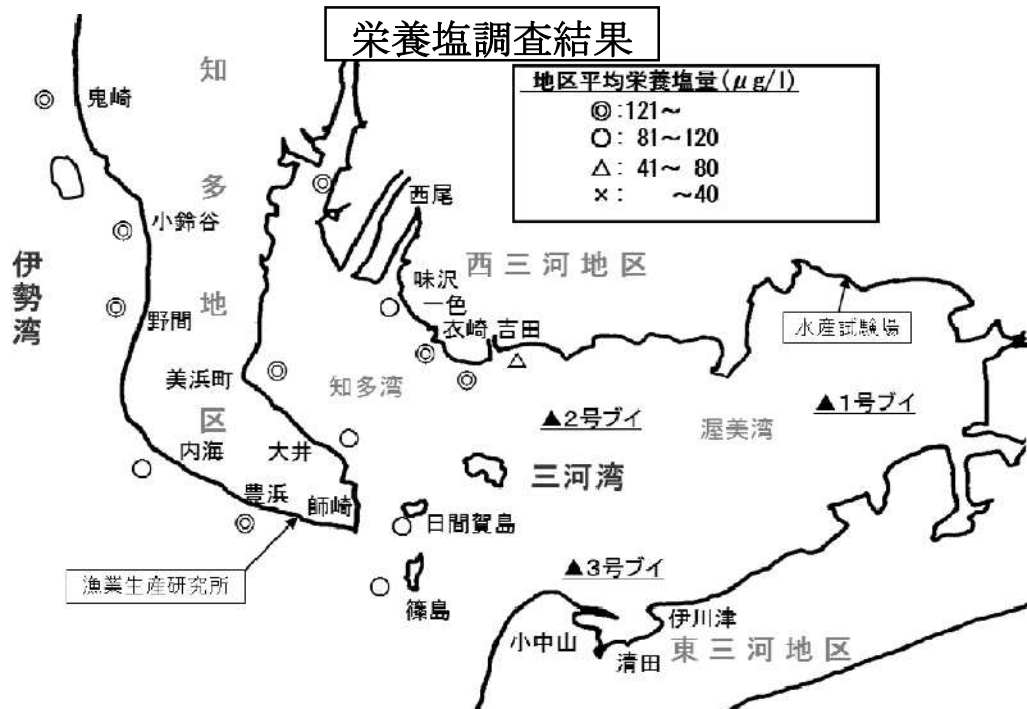 栄養塩調査結果
地区平均栄養塩量(μg/l)
◎:121～
○: 81～120
△: 41～ 80
×: ～40
知多地区
鬼崎
小鈴谷
伊勢湾
野間
美浜町
内海
大井
豊浜
師崎
漁業生産研究所
西尾
西三河地区
味沢
一色
衣崎
吉田
水産試験場
知多湾
▲2号ブイ
▲1号ブイ
渥美湾
三河湾
日間賀島
篠島
▲3号ブイ
小中山
清田
伊川津
東三河地区